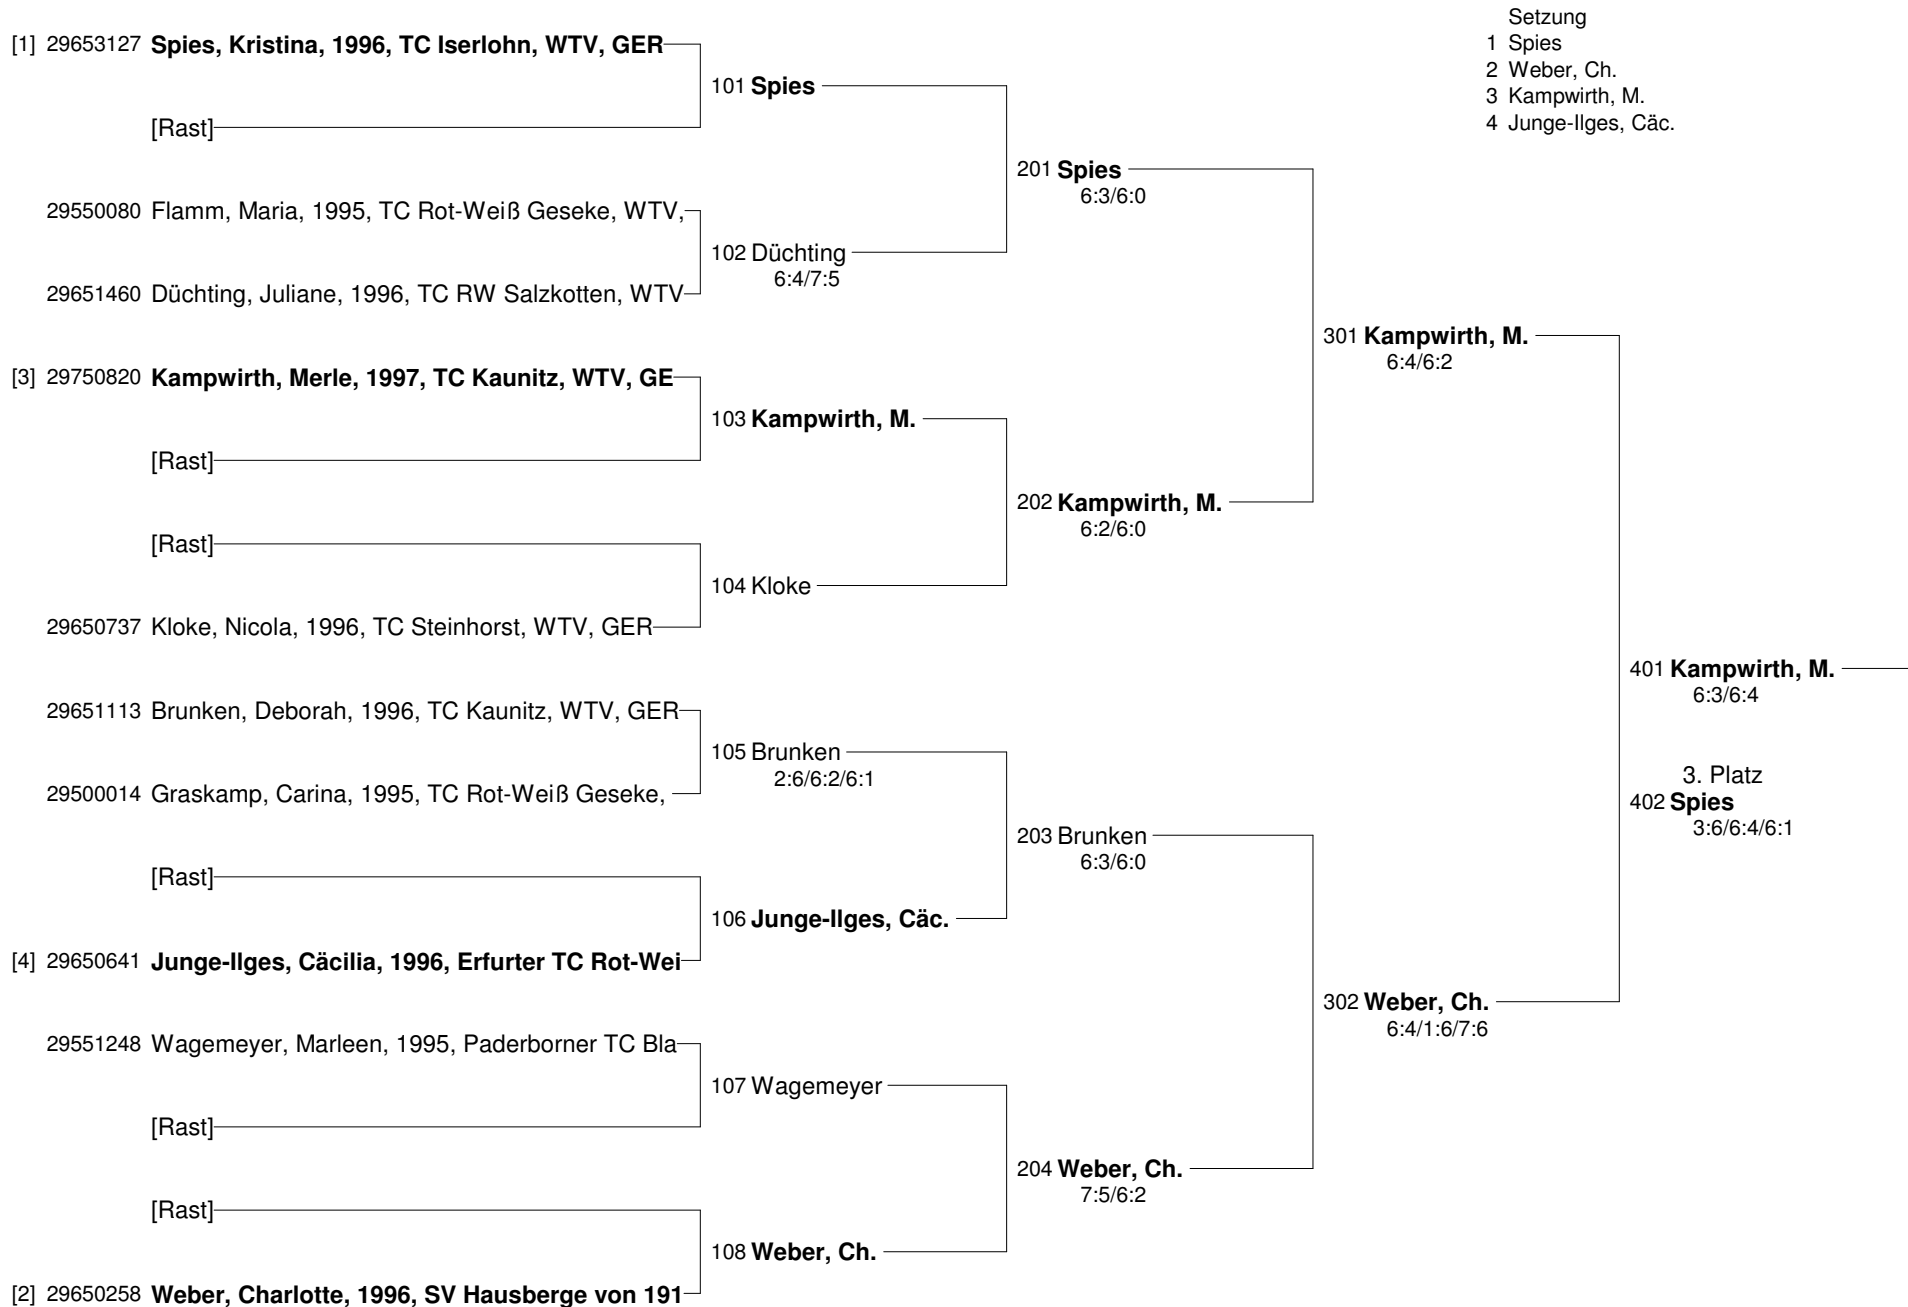 Setzung
1 Spies
2 Weber, Ch.
3 Kampwirth, M.
4 Junge-Ilges, Cäc.
[1] 29653127 Spies, Kristina, 1996, TC Iserlohn, WTV, GER
101 Spies
[Rast]
201 Spies
6:3/6:0
29550080 Flamm, Maria, 1995, TC Rot-Weiß Geseke, WTV,
102 Düchting
6:4/7:5
29651460 Düchting, Juliane, 1996, TC RW Salzkotten, WTV
301 Kampwirth, M.
6:4/6:2
[3] 29750820 Kampwirth, Merle, 1997, TC Kaunitz, WTV, GE
103 Kampwirth, M.
[Rast]
202 Kampwirth, M.
6:2/6:0
[Rast]
104 Kloke
29650737 Kloke, Nicola, 1996, TC Steinhorst, WTV, GER
401 Kampwirth, M.
6:3/6:4
29651113 Brunken, Deborah, 1996, TC Kaunitz, WTV, GER
105 Brunken
2:6/6:2/6:1
3. Platz
29500014 Graskamp, Carina, 1995, TC Rot-Weiß Geseke,
402 Spies
3:6/6:4/6:1
203 Brunken
6:3/6:0
[Rast]
106 Junge-Ilges, Cäc.
[4] 29650641 Junge-Ilges, Cäcilia, 1996, Erfurter TC Rot-Wei
302 Weber, Ch.
6:4/1:6/7:6
29551248 Wagemeyer, Marleen, 1995, Paderborner TC Bla
107 Wagemeyer
[Rast]
204 Weber, Ch.
7:5/6:2
[Rast]
108 Weber, Ch.
[2] 29650258 Weber, Charlotte, 1996, SV Hausberge von 191